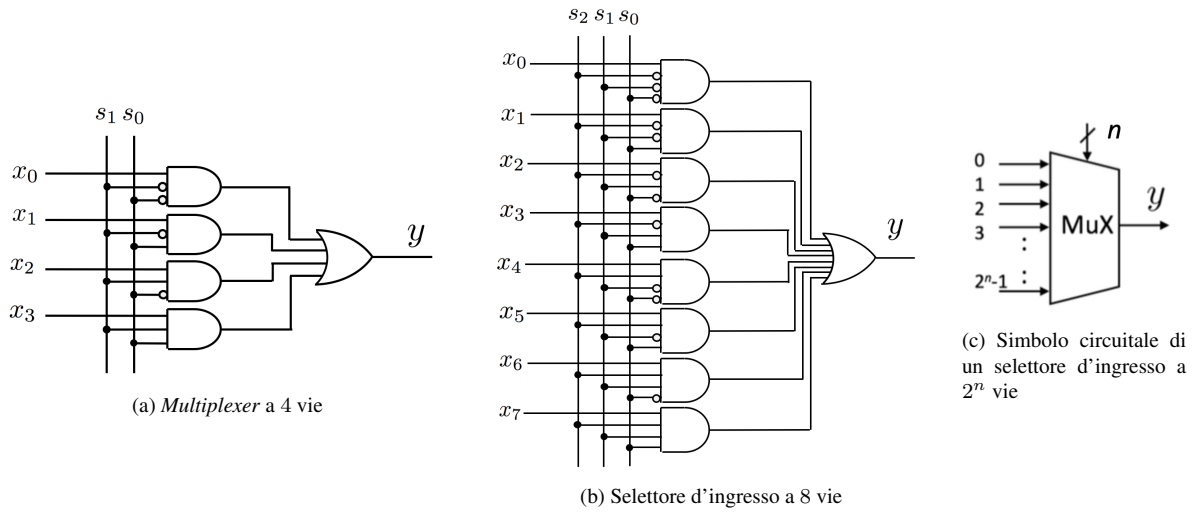 s₁ s₀
x₀
x₁
x₂
x₃
y
(a) Multiplexer a 4 vie
s₂ s₁ s₀
x₀
x₁
x₂
x₃
x₄
x₅
x₆
x₇
y
(b) Selettore d'ingresso a 8 vie
n
0
1
2
3
⋮ ⋮
2ⁿ-1
MuX
y
(c) Simbolo circuitale di
un selettore d'ingresso a
2ⁿ vie